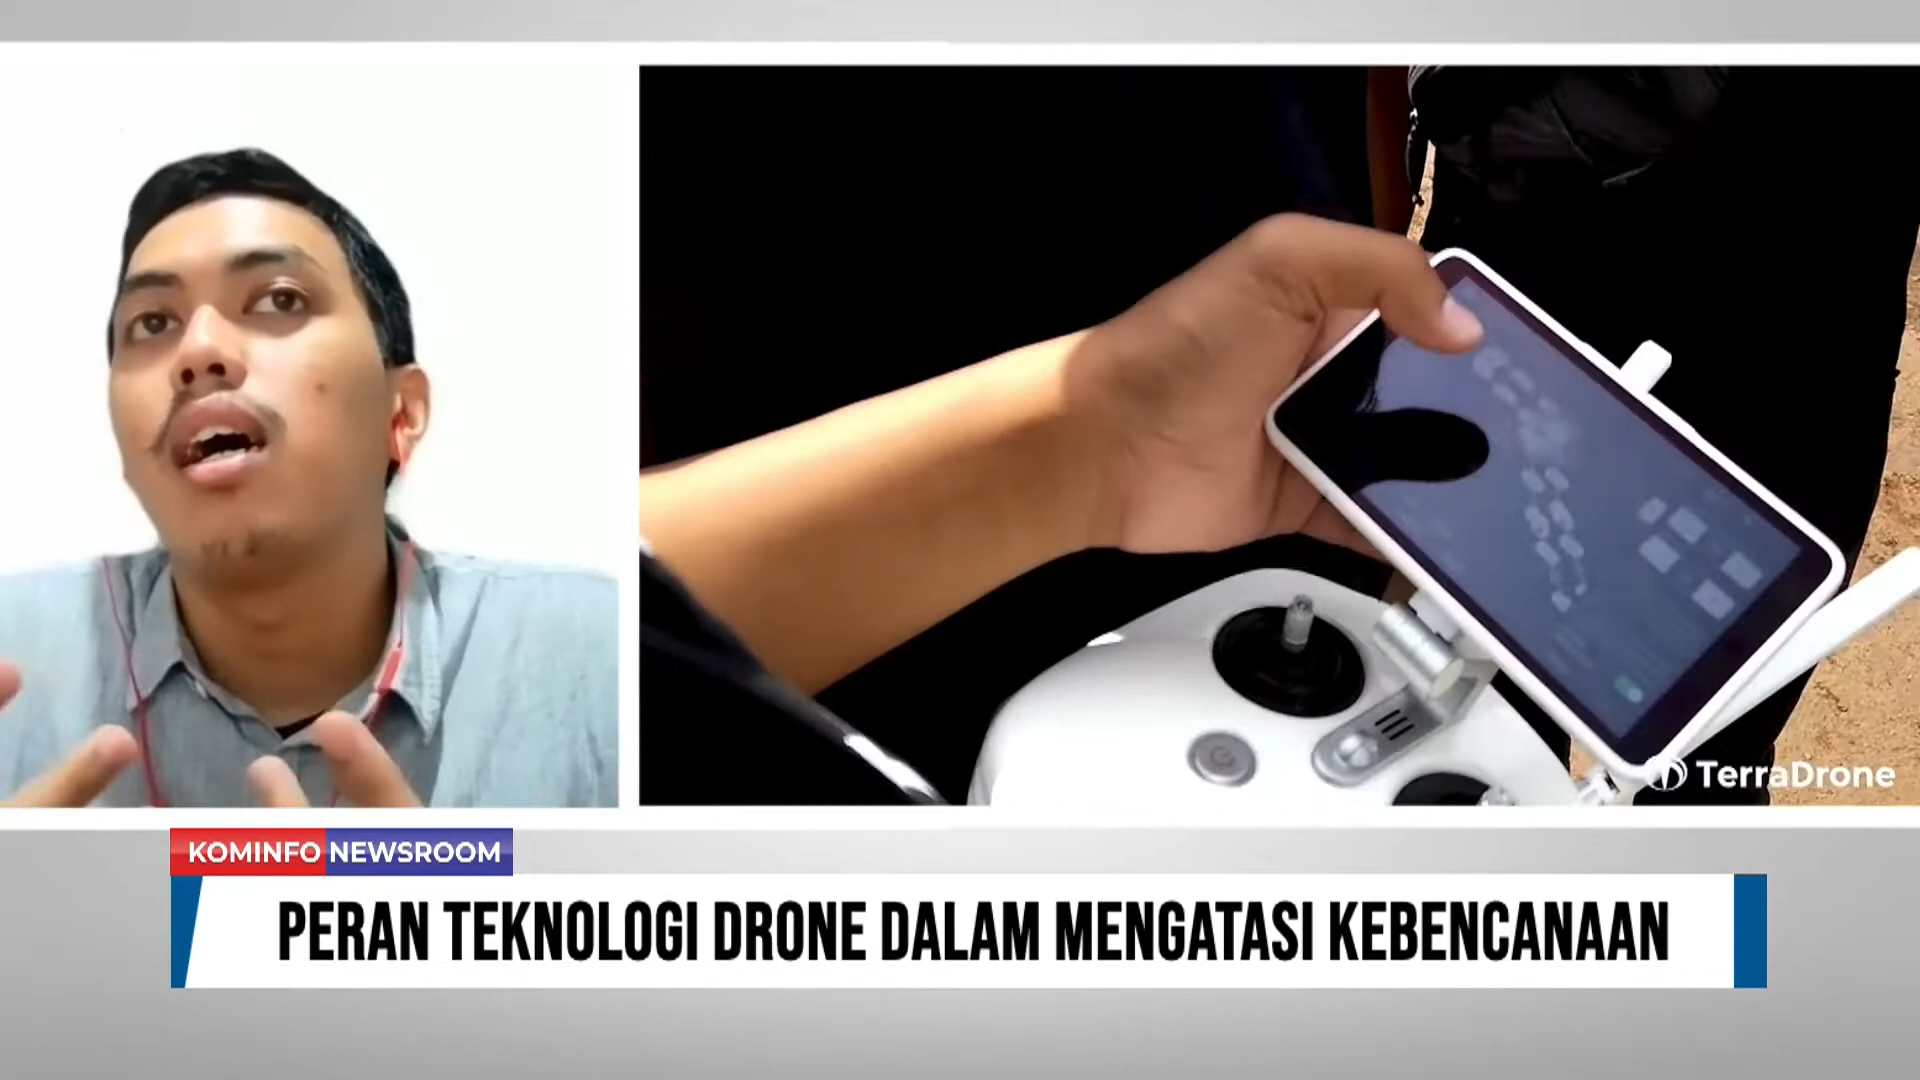 TerraDrone
KOMINFO NEWSROOM
PERAN TEKNOLOGI DRONE DALAM MENGATASI KEBENCANAAN